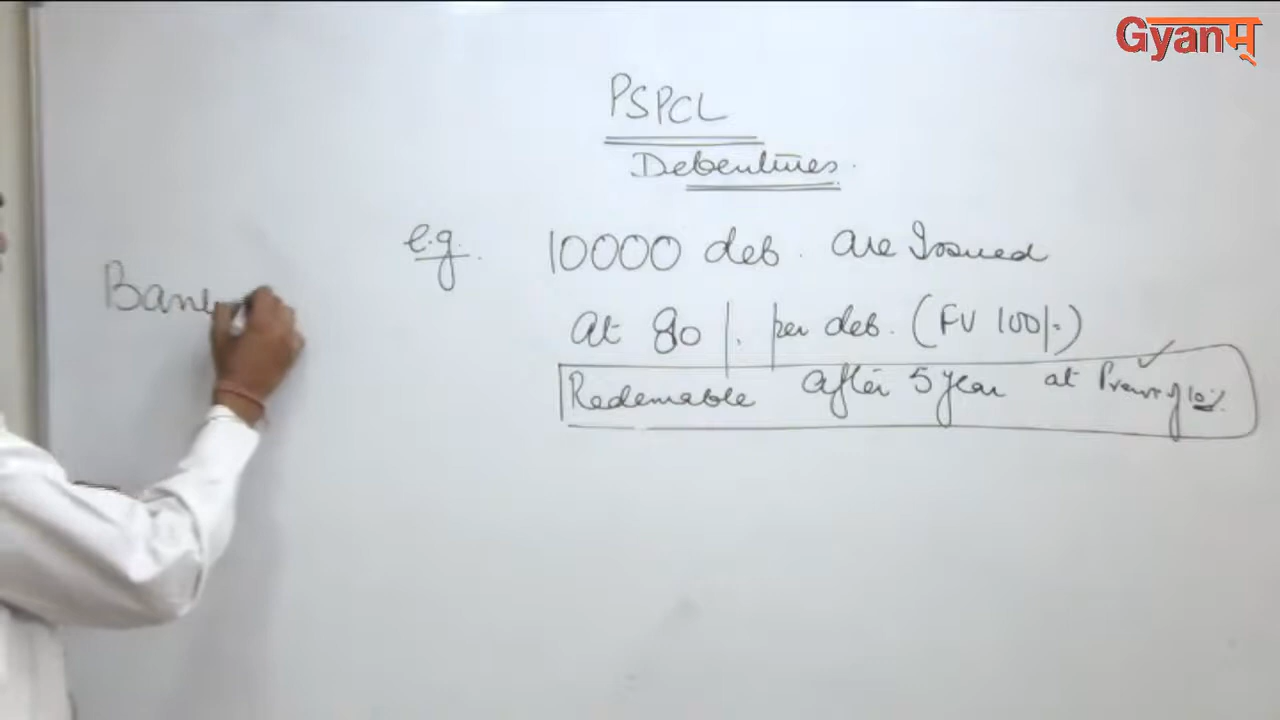 Gyanम्
PSPCL
Debentures.
e.g. 10000 deb. are Issued
Bank
At 80/. per deb. (FV 100/-)
Redemable after 5 year at Prem of 10%